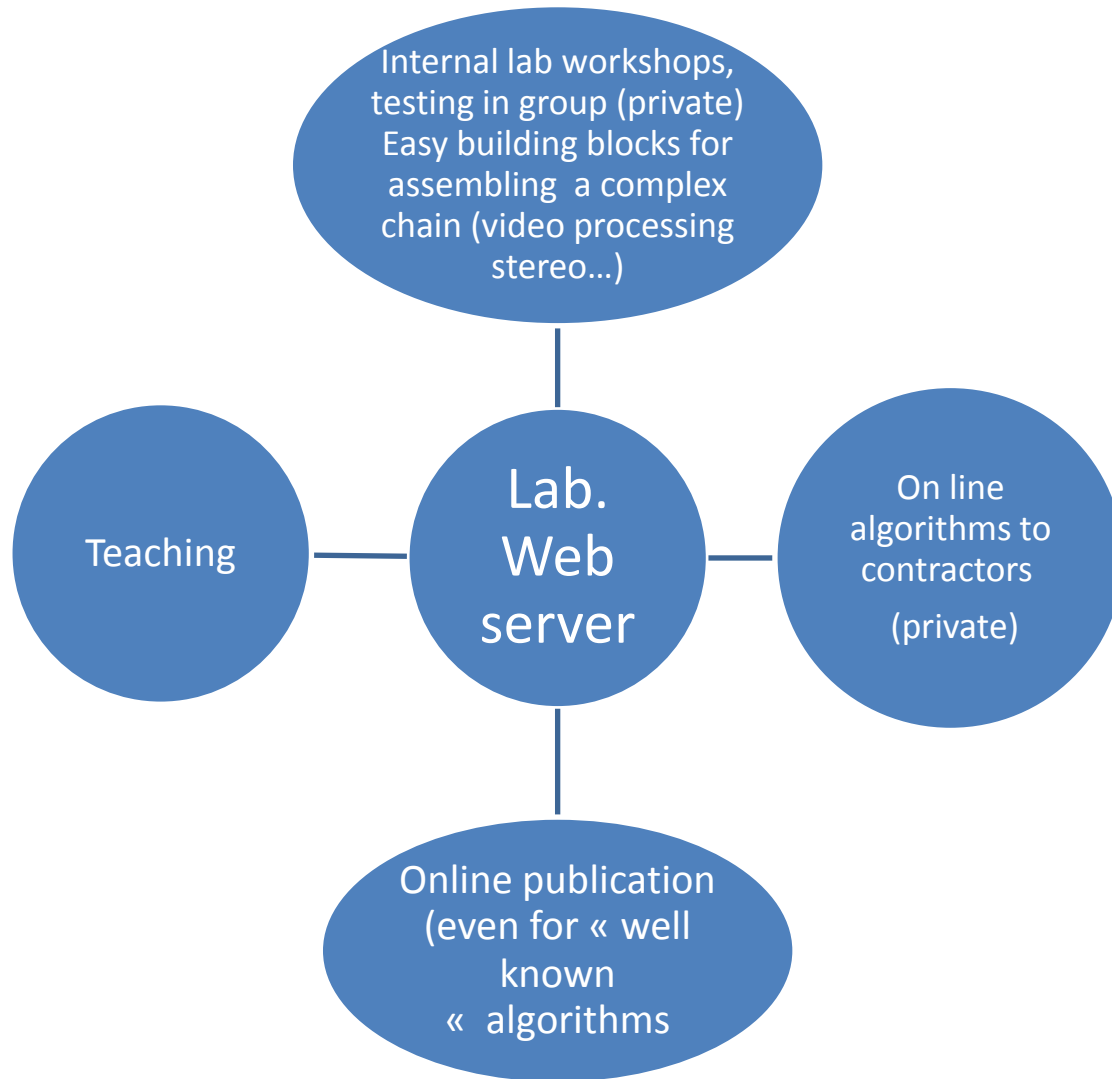 Internal lab workshops,
testing in group (private)
Easy building blocks for
assembling  a complex
chain (video processing
stereo…)
Teaching
Lab.
Web
server
On line
algorithms to
contractors
(private)
Online publication
(even for « well
known
«  algorithms